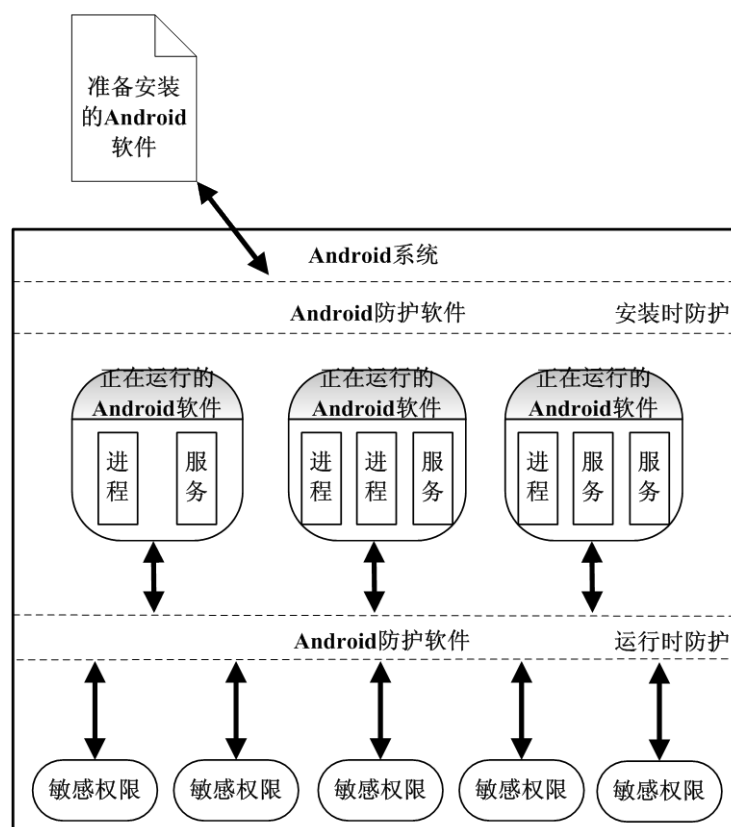 准备安装
的Android
软件
Android系统
Android防护软件
安装时防护
正在运行的
Android软件
进程
服务
正在运行的
Android软件
进程
进程
服务
正在运行的
Android软件
进程
服务
服务
Android防护软件
运行时防护
敏感权限
敏感权限
敏感权限
敏感权限
敏感权限